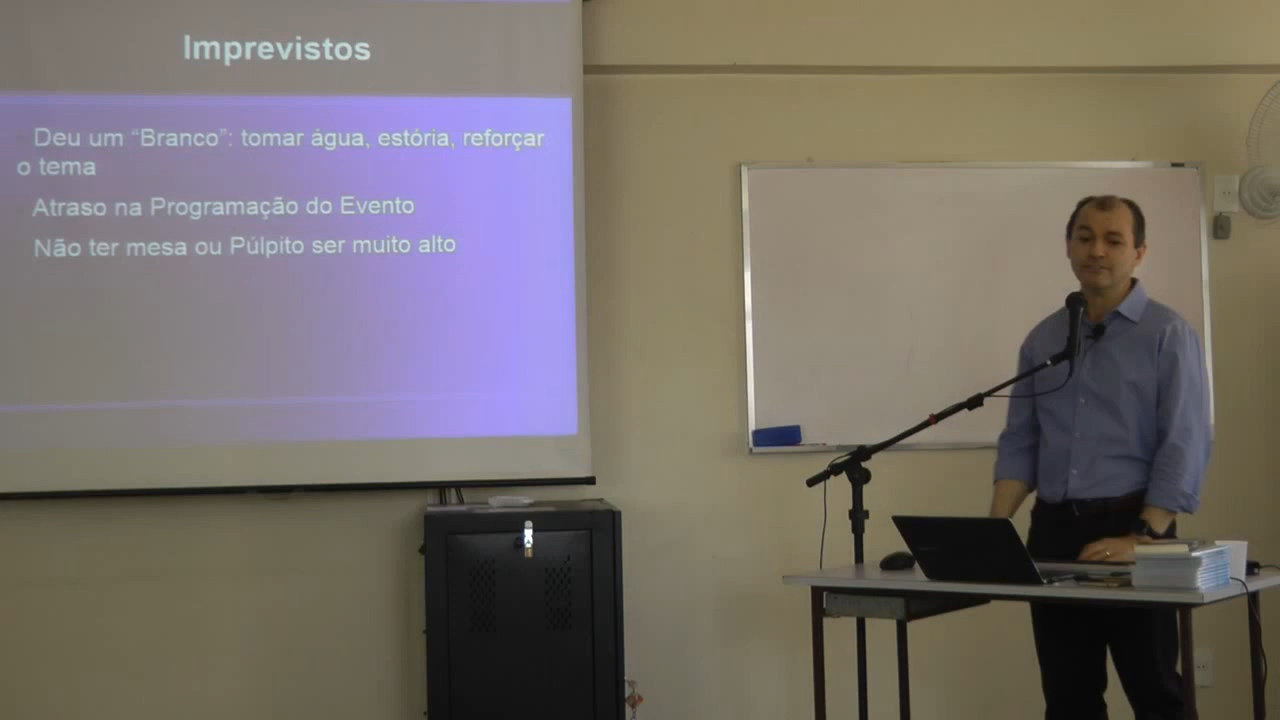 Imprevistos
Deu um “Branco”: tomar água, estória, reforçar
o tema
Atraso na Programação do Evento
Não ter mesa ou Púlpito ser muito alto